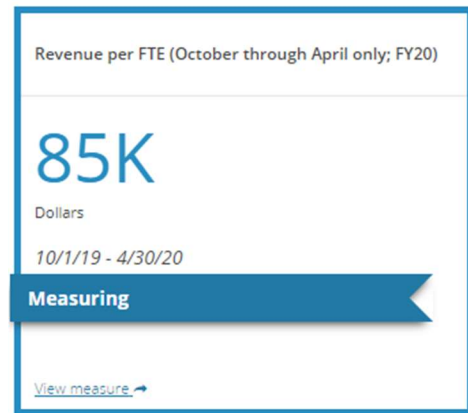 Revenue per FTE (October through April only; FY20)
85K
Dollars
10/1/19 - 4/30/20
Measuring
View measure